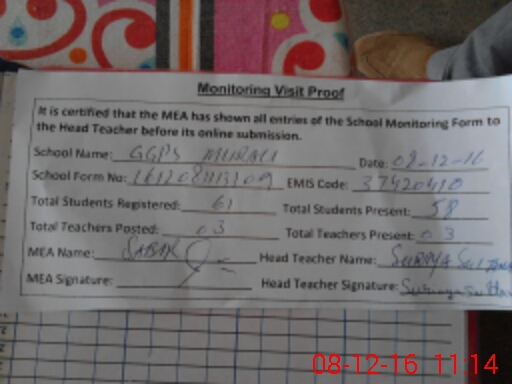 Monitoring Visit Proof
It is certified that the MEA has shown all entries of the School Monitoring Form to
the Head Teacher before its online submission.
School Name: GGPS MURALI Date: 08-12-16
School Form No: EMIS Code: 37420410
Total Students Registered: 61 Total Students Present: 58
Total Teachers Posted: 03 Total Teachers Present: 03
MEA Name: Head Teacher Name: SURAYA
MEA Signature: Head Teacher Signature:
08-12-16 11:14